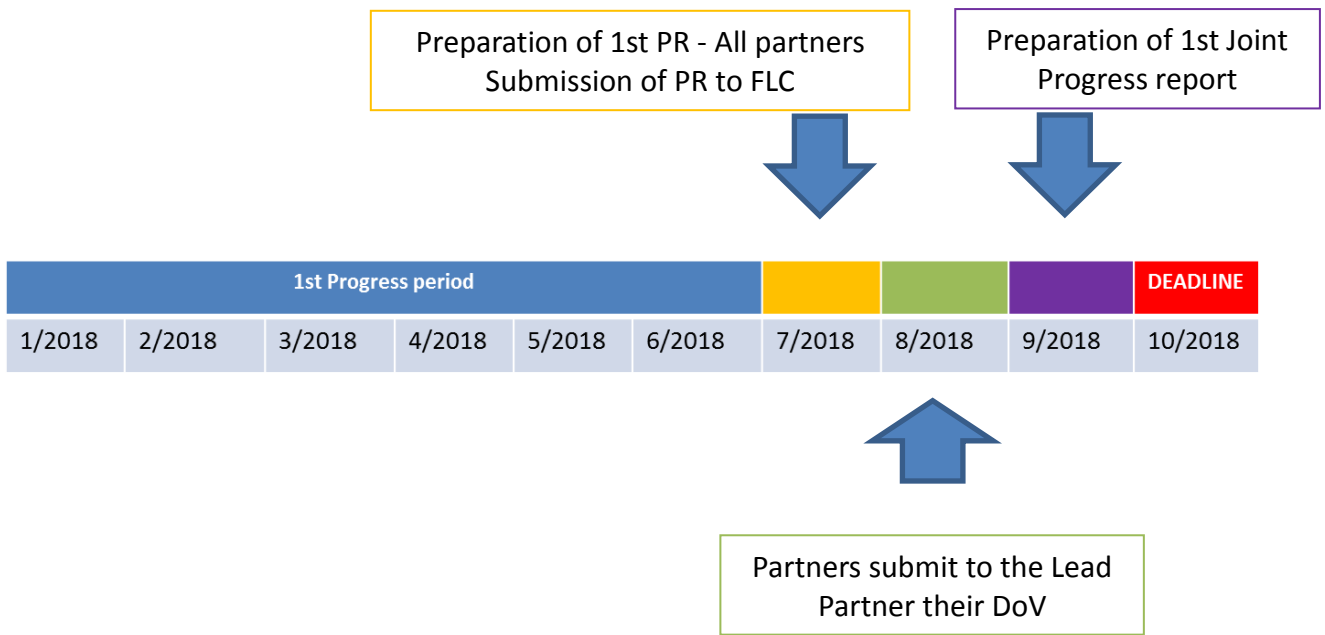 Preparation of 1st PR - All partners
Submission of PR to FLC
Preparation of 1st Joint
Progress report
1st Progress period
DEADLINE
1/2018
2/2018
3/2018
4/2018
5/2018
6/2018
7/2018
8/2018
9/2018
10/2018
Partners submit to the Lead
Partner their DoV